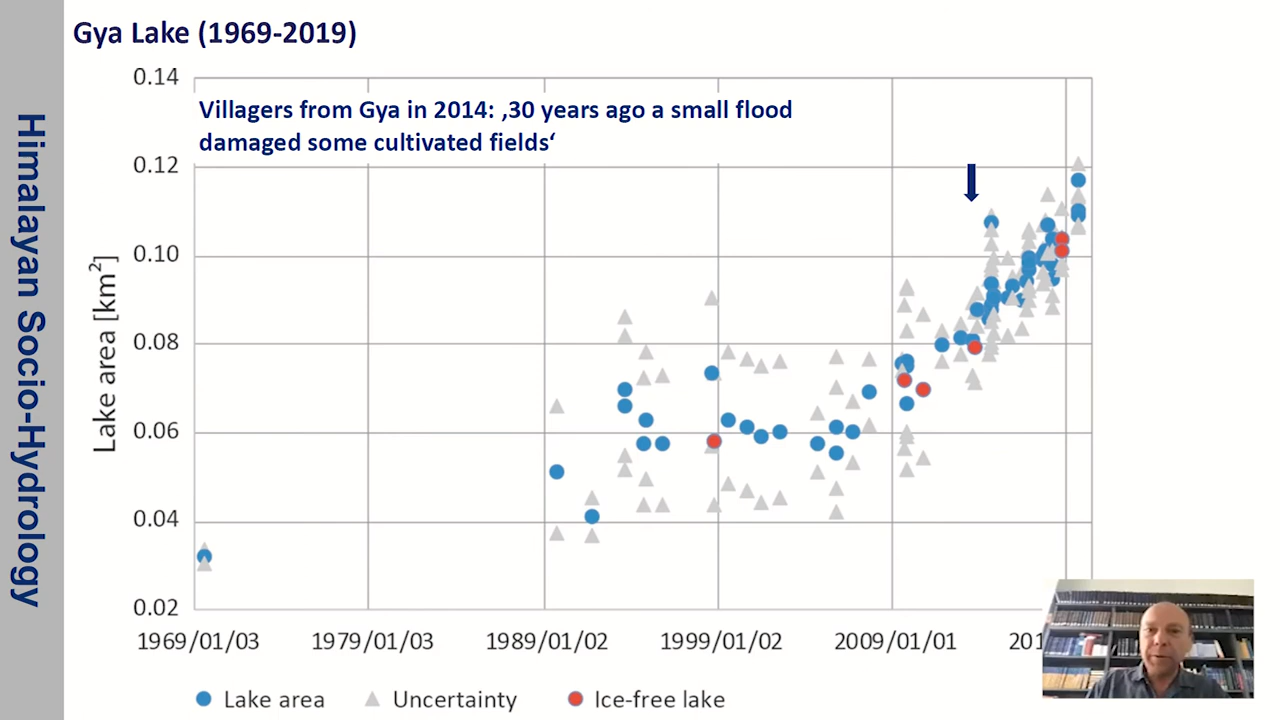 Himalayan Socio-Hydrology
Gya Lake (1969-2019)
Villagers from Gya in 2014: ‚30 years ago a small flood
damaged some cultivated fields‘
Lake area [km²]
0.14
0.12
0.10
0.08
0.06
0.04
0.02
1969/01/03 1979/01/03 1989/01/02 1999/01/02 2009/01/01
Lake area Uncertainty Ice-free lake